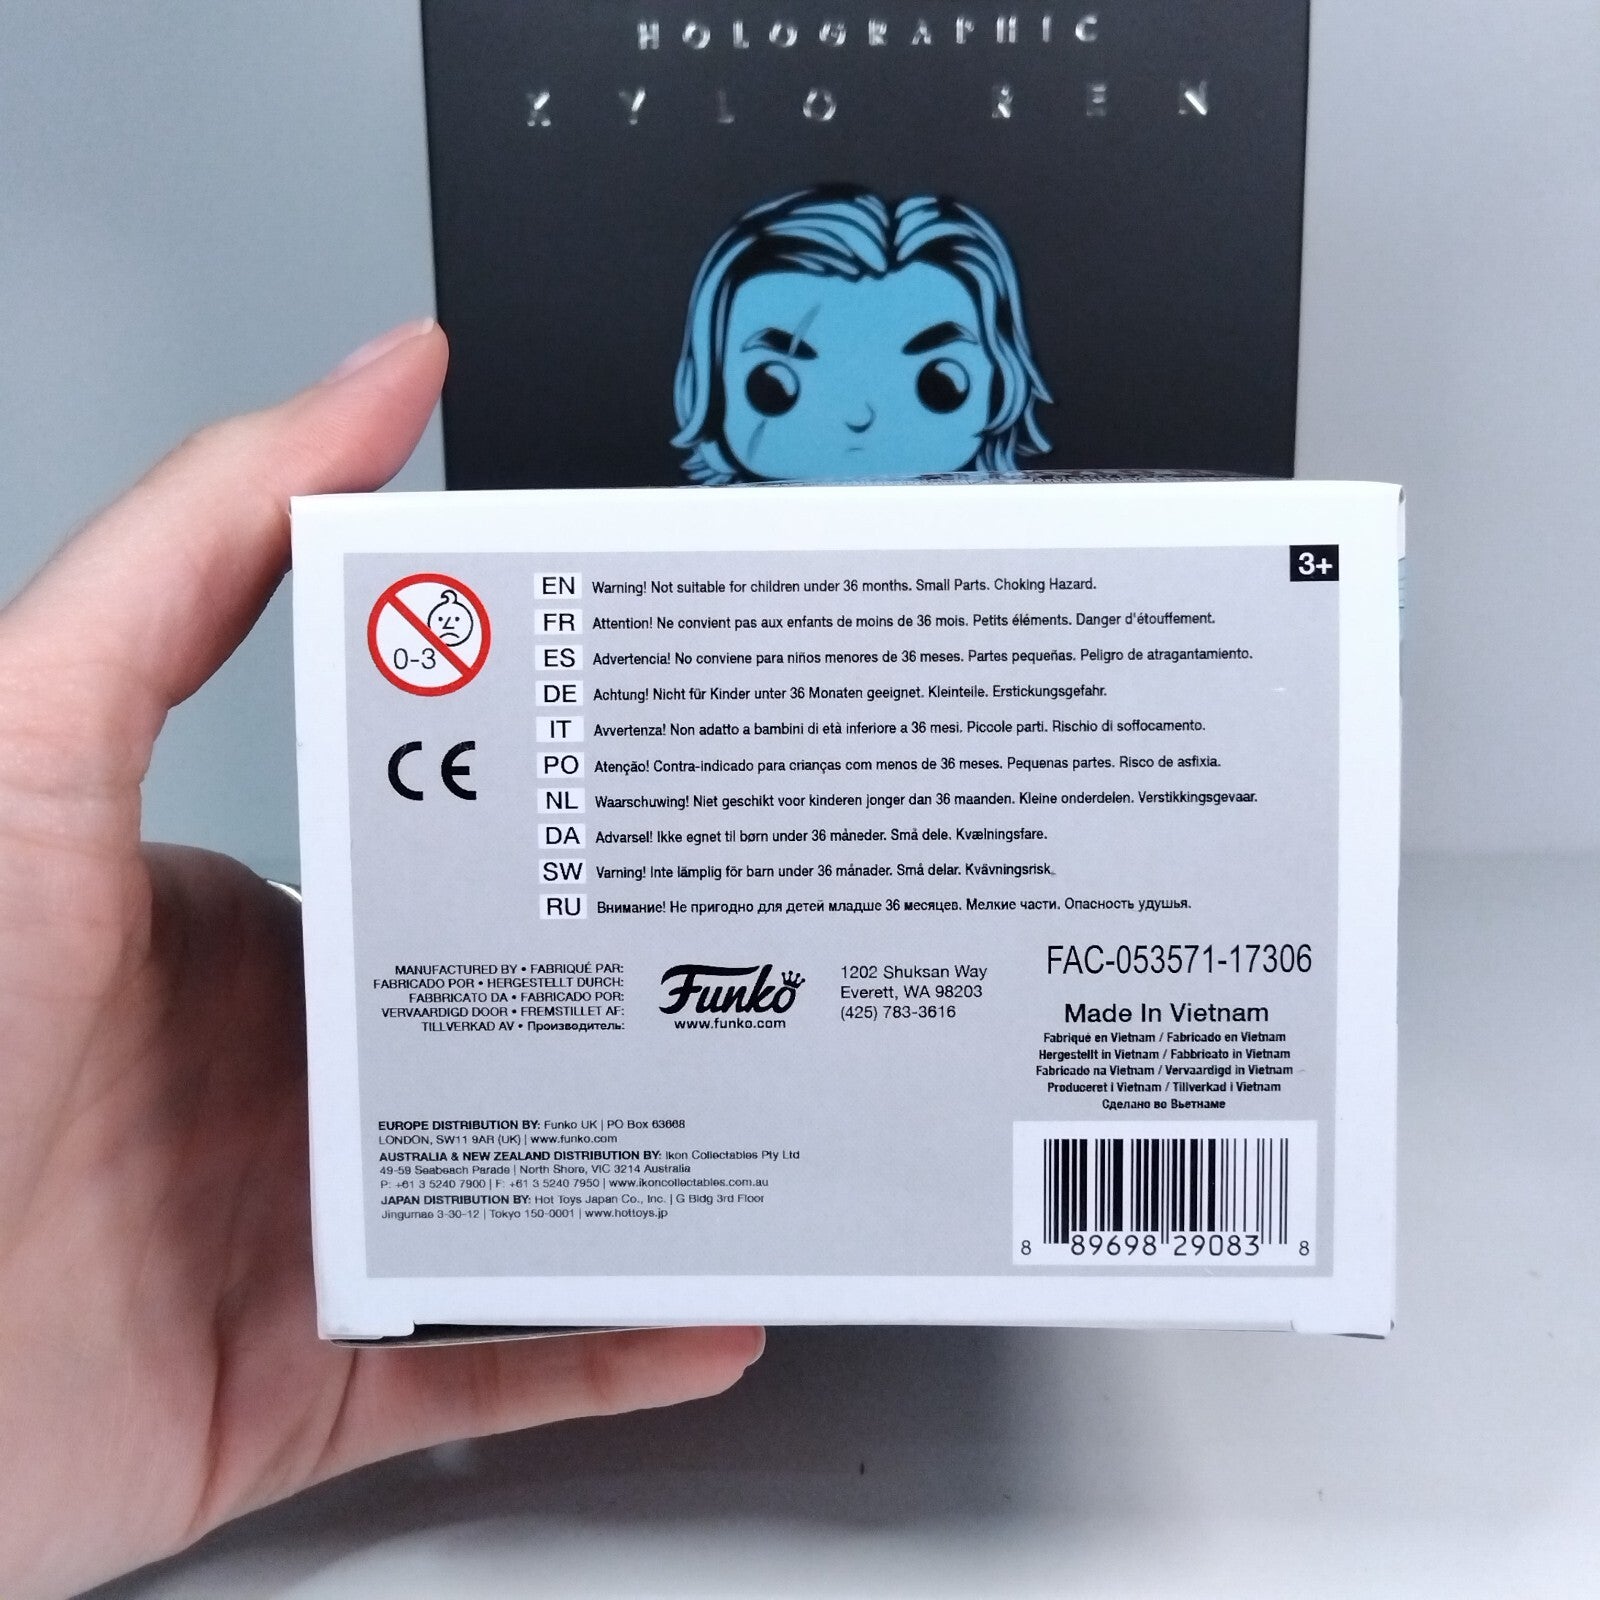 HOLOGRAPHIC
KYLO REN
3+
0-3
CE
EN Warning! Not suitable for children under 36 months. Small Parts. Choking Hazard.
FR Attention! Ne convient pas aux enfants de moins de 36 mois. Petits éléments. Danger d'étouffement.
ES Advertencia! No conviene para niños menores de 36 meses. Partes pequeñas. Peligro de atragantamiento.
DE Achtung! Nicht für Kinder unter 36 Monaten geeignet. Kleinteile. Erstickungsgefahr.
IT Avvertenza! Non adatto a bambini di età inferiore a 36 mesi. Piccole parti. Rischio di soffocamento.
PO Atenção! Contra-indicado para crianças com menos de 36 meses. Pequenas partes. Risco de asfixia.
NL Waarschuwing! Niet geschikt voor kinderen jonger dan 36 maanden. Kleine onderdelen. Verstikkingsgevaar.
DA Advarsel! Ikke egnet til børn under 36 måneder. Små dele. Kvælningsfare.
SW Varning! Inte lämplig för barn under 36 månader. Små delar. Kvävningsrisk.
RU Внимание! Не пригодно для детей младше 36 месяцев. Мелкие части. Опасность удушья.
MANUFACTURED BY • FABRIQUÉ PAR:
FABRICADO POR • HERGESTELLT DURCH:
FABBRICATO DA • FABRICADO POR:
VERVAARDIGD DOOR • FREMSTILLET AF:
TILLVERKAD AV • Производитель:
Funko
www.funko.com
1202 Shuksan Way
Everett, WA 98203
(425) 783-3616
FAC-053571-17306
Made In Vietnam
Fabriqué en Vietnam / Fabricado en Vietnam
Hergestellt in Vietnam / Fabbricato in Vietnam
Fabricado na Vietnam / Vervaardigd in Vietnam
Produceret i Vietnam / Tillverkad i Vietnam
Сделано во Вьетнаме
EUROPE DISTRIBUTION BY: Funko UK | PO Box 63668
LONDON, SW11 9AR (UK) | www.funko.com
AUSTRALIA & NEW ZEALAND DISTRIBUTION BY: Ikon Collectables Pty Ltd
49-59 Seabeach Parade | North Shore, VIC 3214 Australia
P: +61 3 5240 7900 | F: +61 3 5240 7950 | www.ikoncollectables.com.au
JAPAN DISTRIBUTION BY: Hot Toys Japan Co., Inc. | G Bldg 3rd Floor
Jingumae 3-30-12 | Tokyo 150-0001 | www.hottoys.jp
8 89698 29083 8